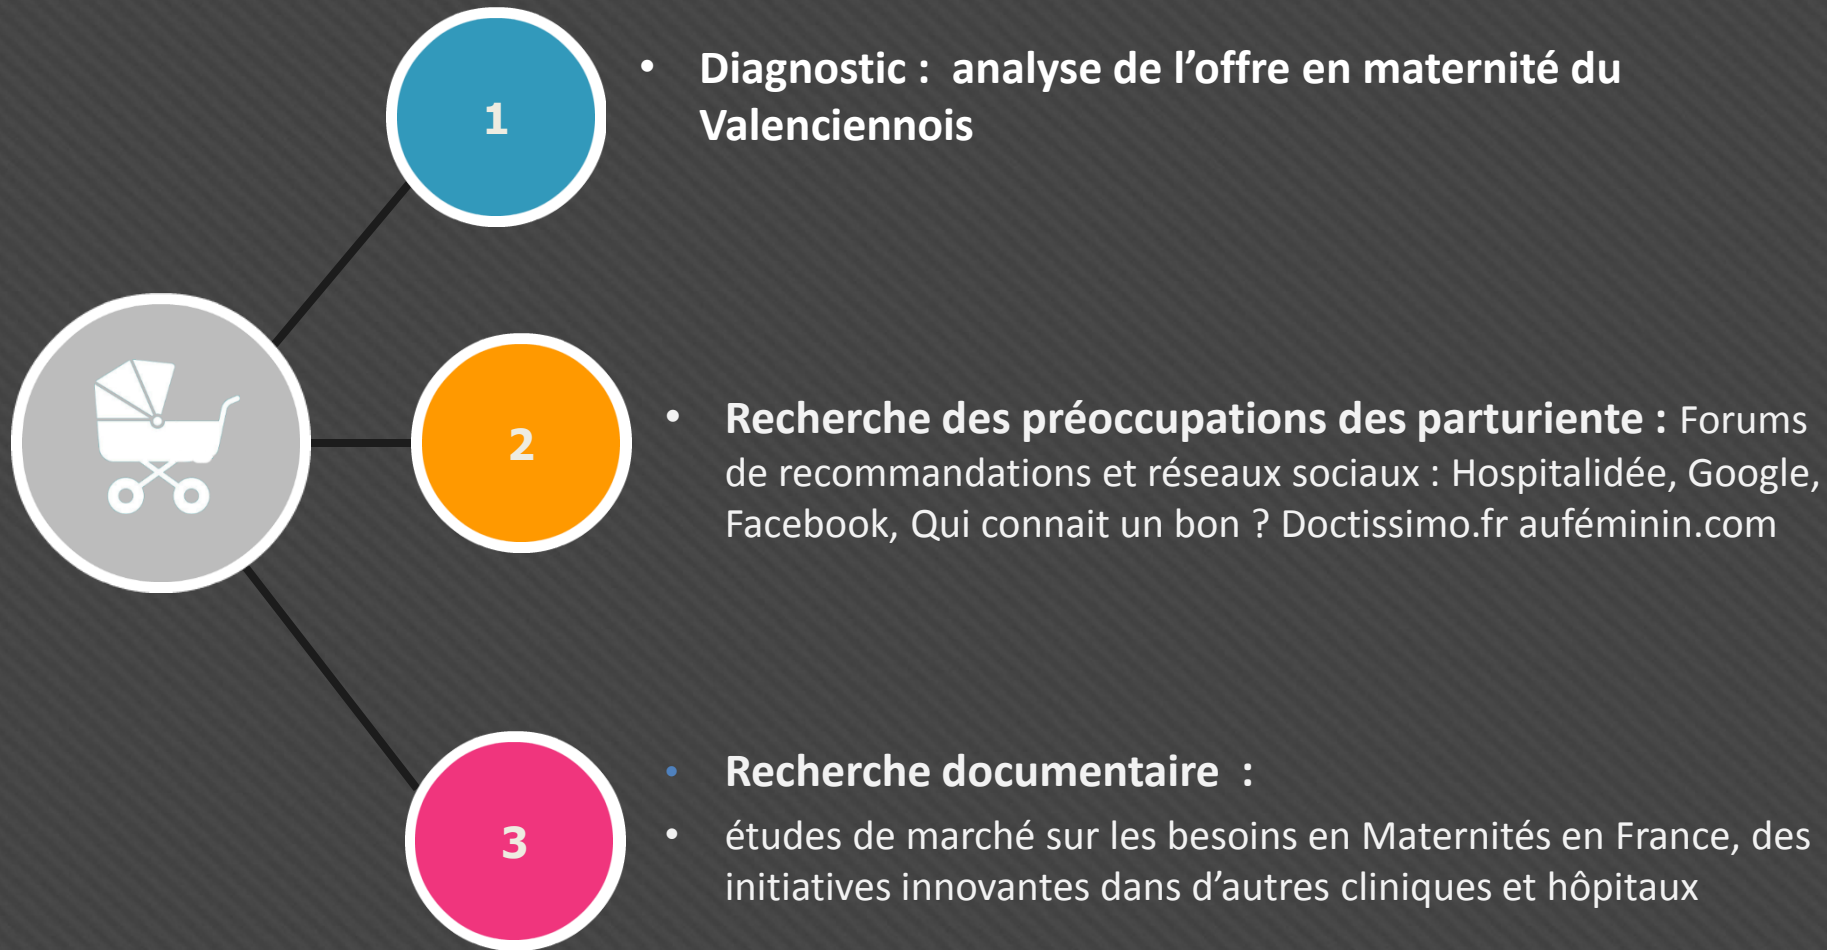 1
• Diagnostic :  analyse de l’offre en maternité du
Valenciennois
2
• Recherche des préoccupations des parturiente : Forums
de recommandations et réseaux sociaux : Hospitalidée, Google,
Facebook, Qui connait un bon ? Doctissimo.fr auféminin.com
3
• Recherche documentaire  :
• études de marché sur les besoins en Maternités en France, des
initiatives innovantes dans d’autres cliniques et hôpitaux